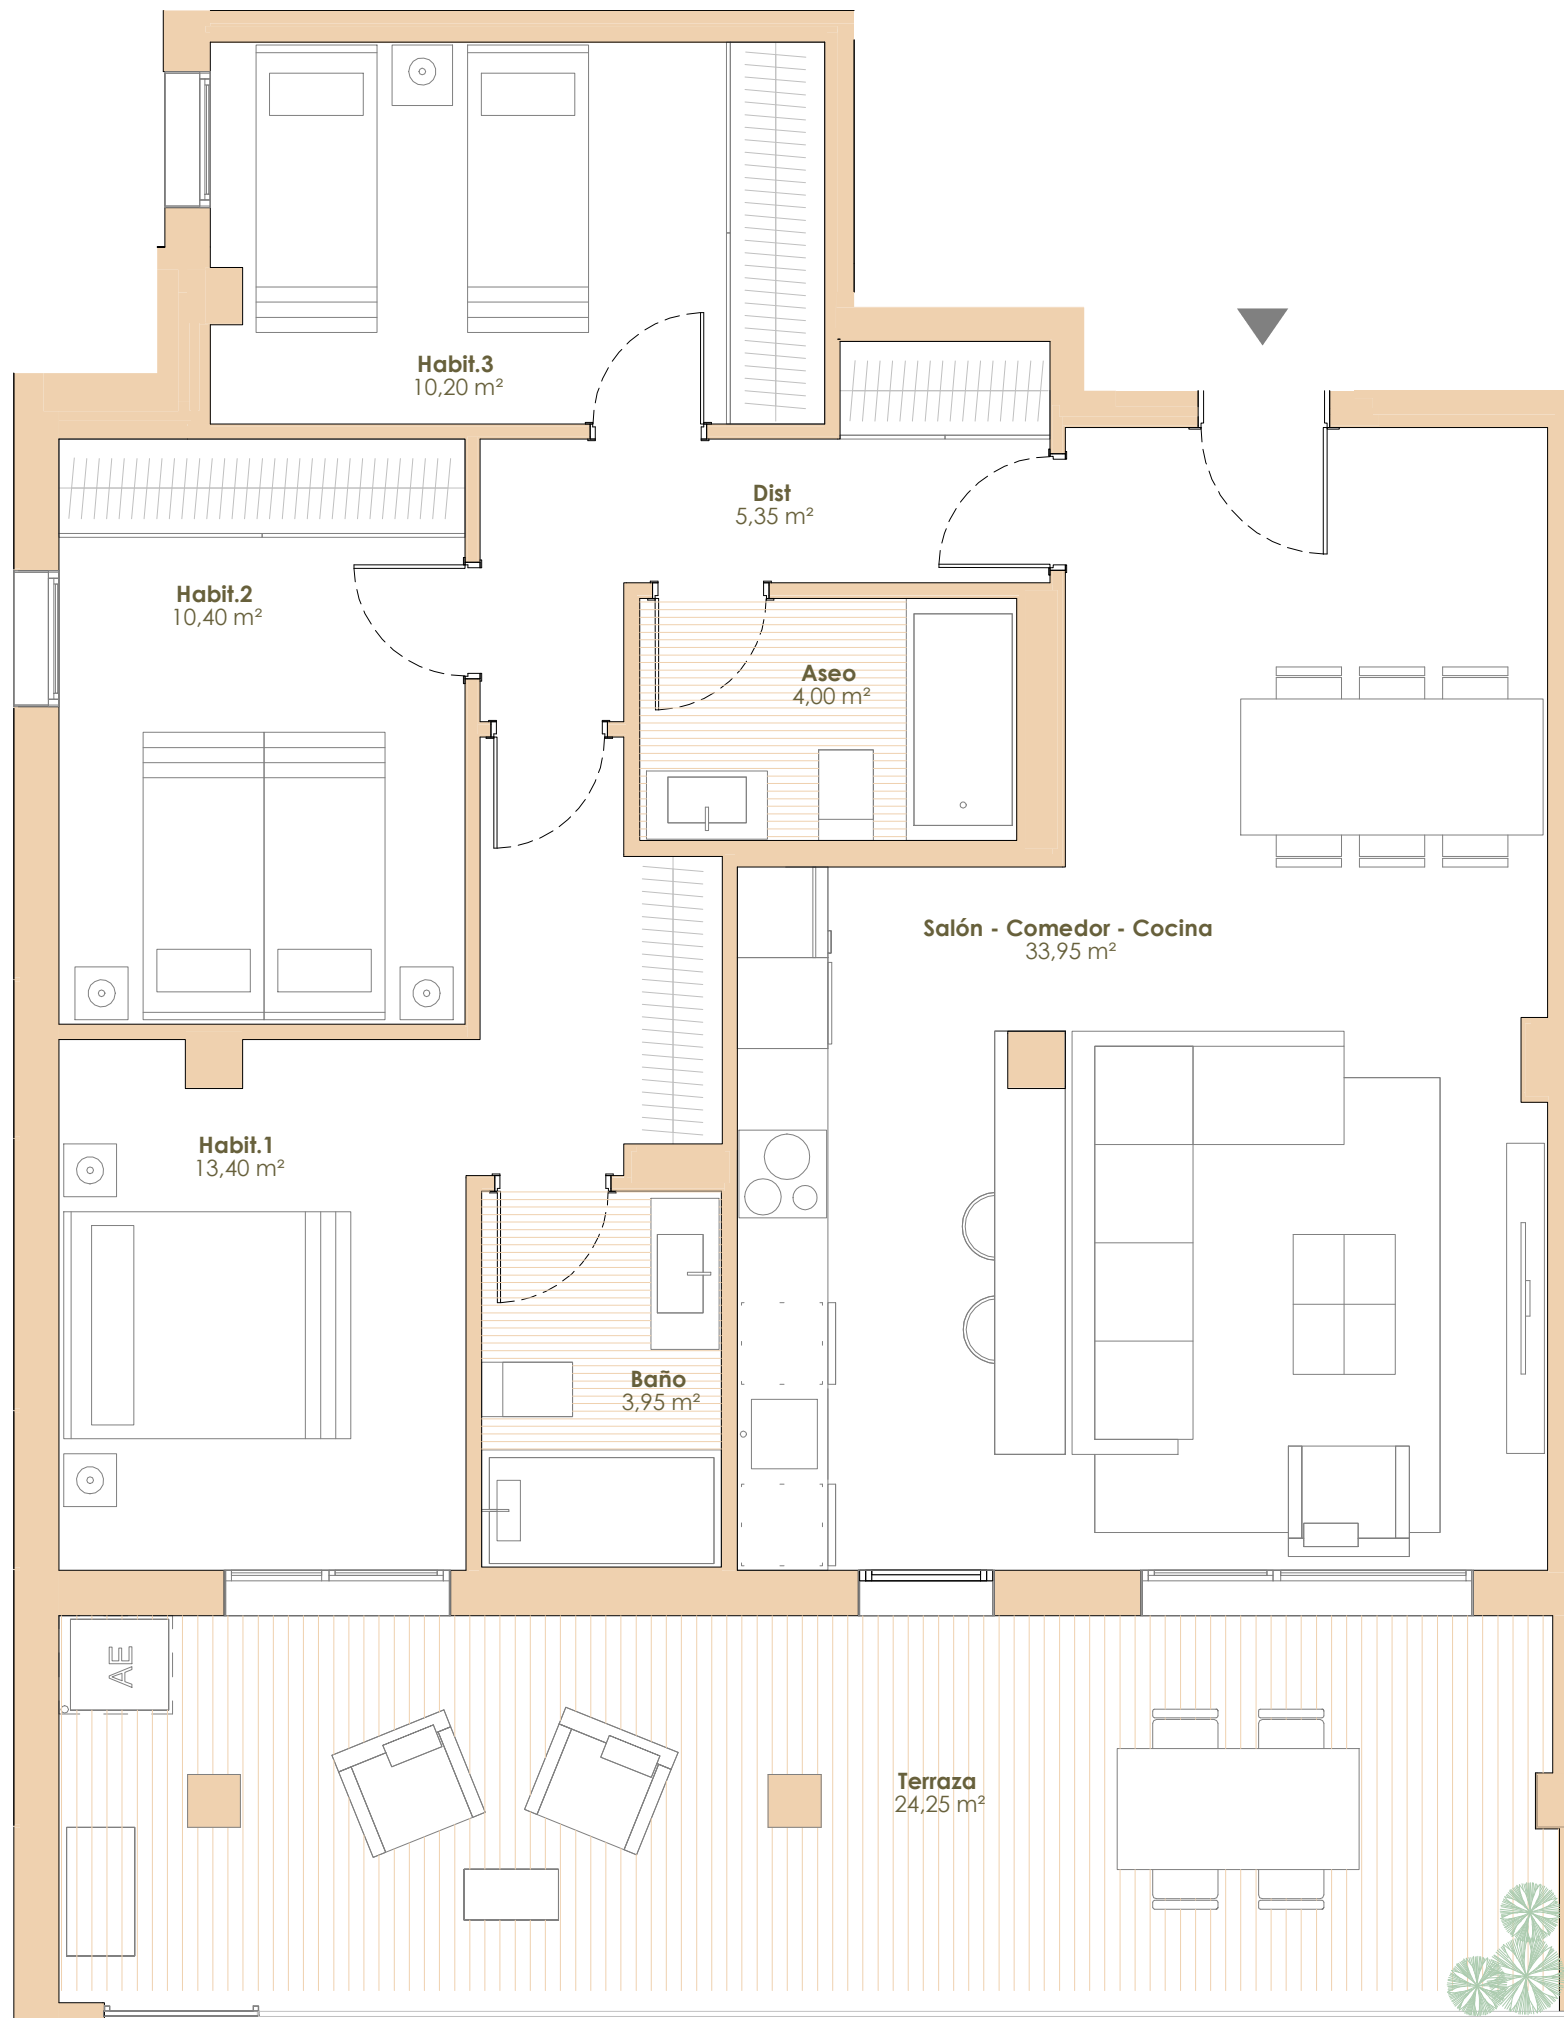 Habit.3
10,20 m²
Dist
5,35 m²
Habit.2
10,40 m²
Aseo
4,00 m²
Salón - Comedor - Cocina
33,95 m²
Habit.1
13,40 m²
Baño
3,95 m²
AE
Terraza
24,25 m²